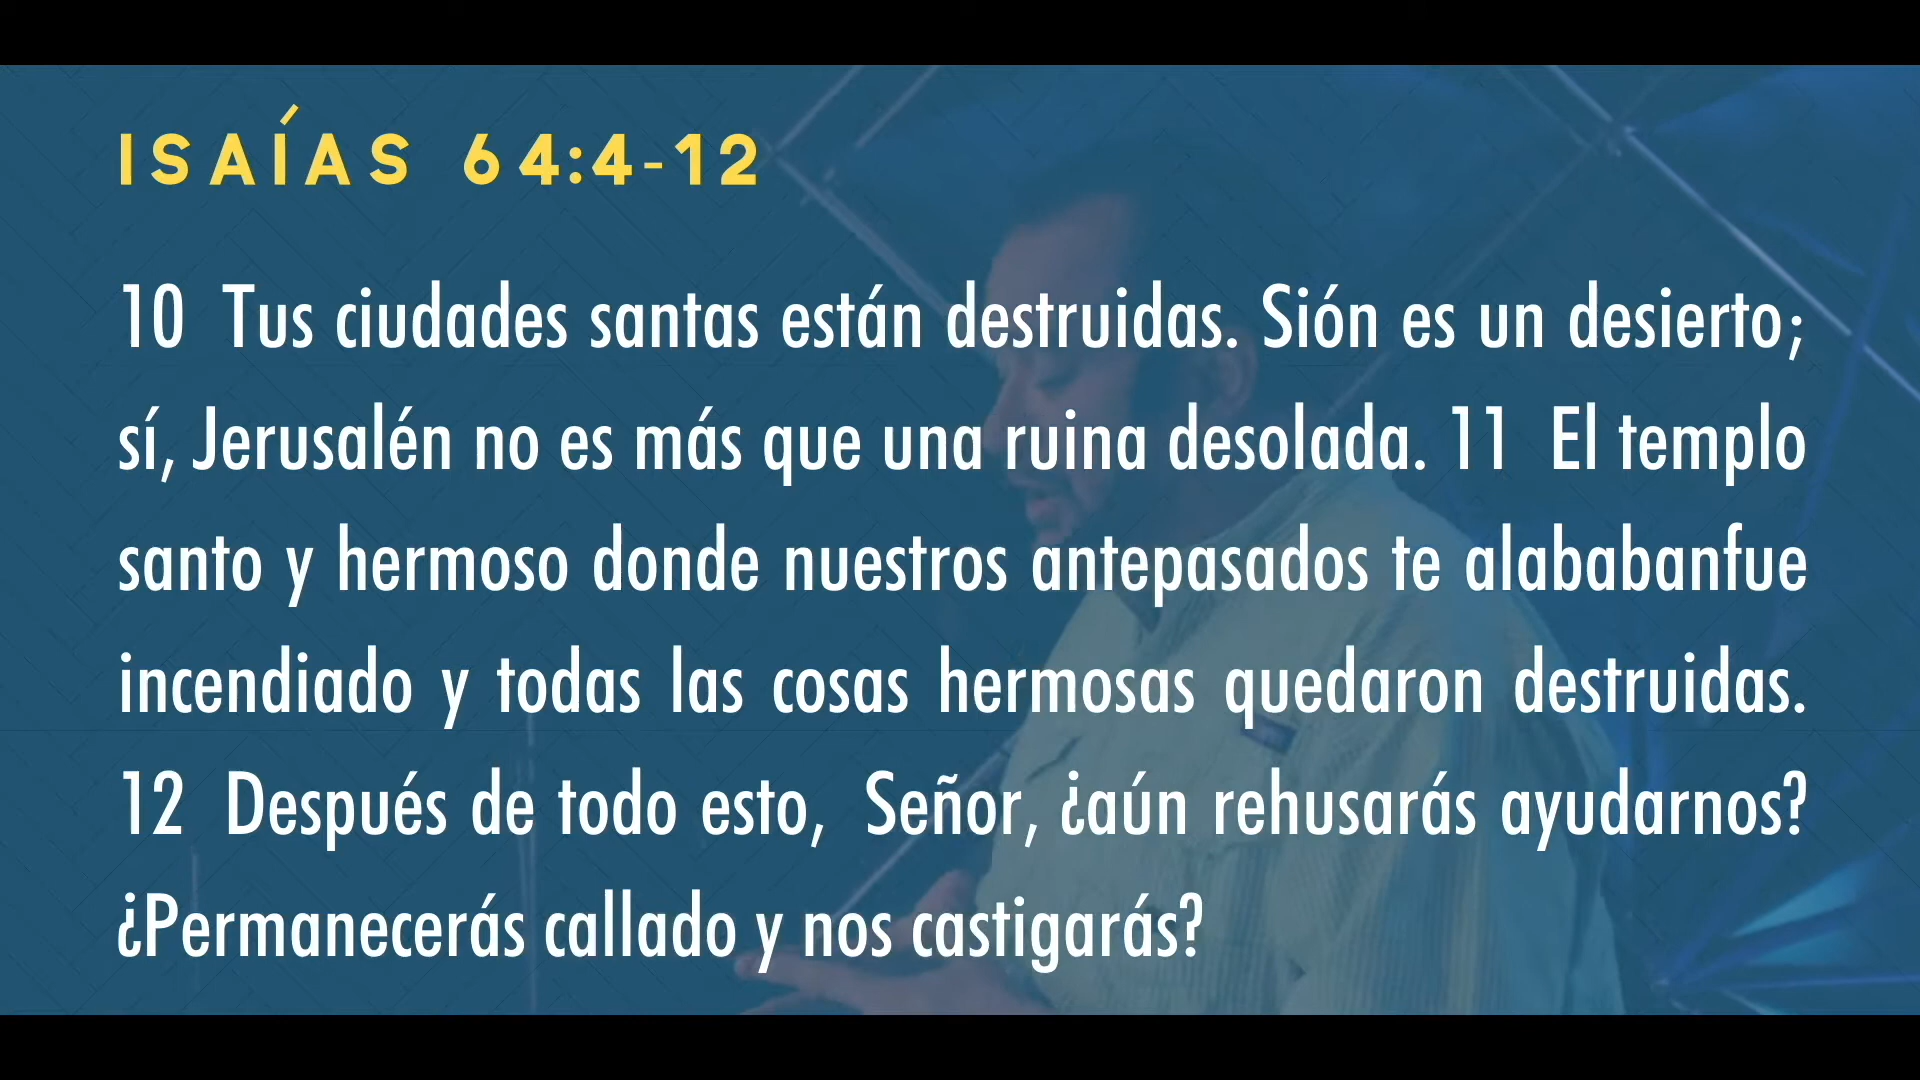 ISAÍAS 64:4-12
10 Tus ciudades santas están destruidas. Sión es un desierto;
sí, Jerusalén no es más que una ruina desolada. 11 El templo
santo y hermoso donde nuestros antepasados te alababanfue
incendiado y todas las cosas hermosas quedaron destruidas.
12 Después de todo esto, Señor, ¿aún rehusarás ayudarnos?
¿Permanecerás callado y nos castigarás?